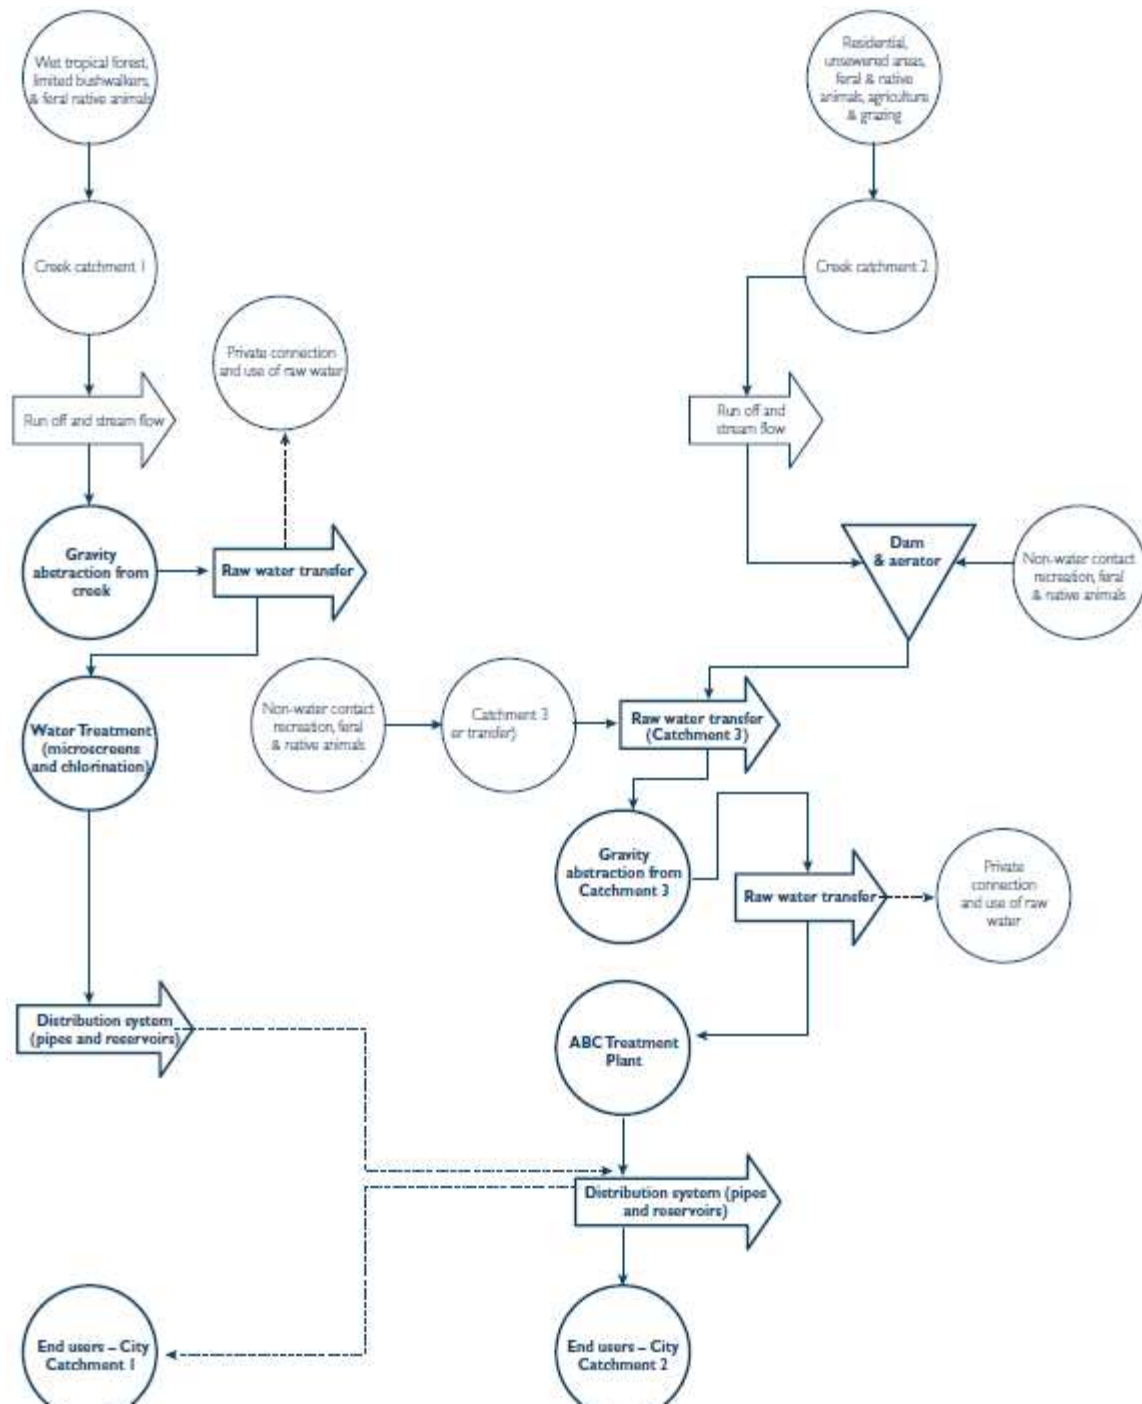 Wet tropical forest,
limited bushwalkers,
& feral native animals
Residential,
unsewered areas,
feral & native
animals, agriculture
& grazing
Creek catchment 1
Creek catchment 2
Private connection
and use of raw water
Run off and stream flow
Run off and
stream flow
Gravity
abstraction from
creek
Raw water transfer
Dam
& aerator
Non-water contact
recreation, feral
& native animals
Water Treatment
(microscreens
and chlorination)
Non-water contact
recreation, feral
& native animals
Catchment 3
or transfer)
Raw water transfer
(Catchment 3)
Gravity
abstraction from
Catchment 3
Raw water transfer
Private
connection
and use of raw
water
Distribution system
(pipes and reservoirs)
ABC Treatment
Plant
Distribution system (pipes
and reservoirs)
End users – City
Catchment 1
End users – City
Catchment 2